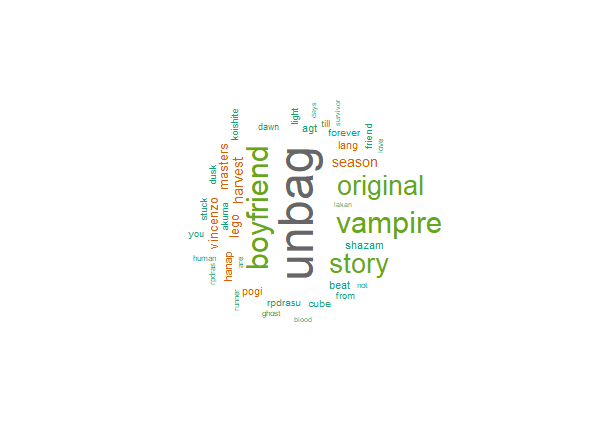 unbag
boyfriend
vampire
original
story
season
harvest
masters
lego
vincenzo
hanap
pogi
lang
koishite
dawn
light
days
survivor
agt
till
forever
friend
love
lakan
shazam
beat
not
from
cube
rpdrasu
ghost
blood
runner
are
rpdras
human
you
stuck
dusk
akuma